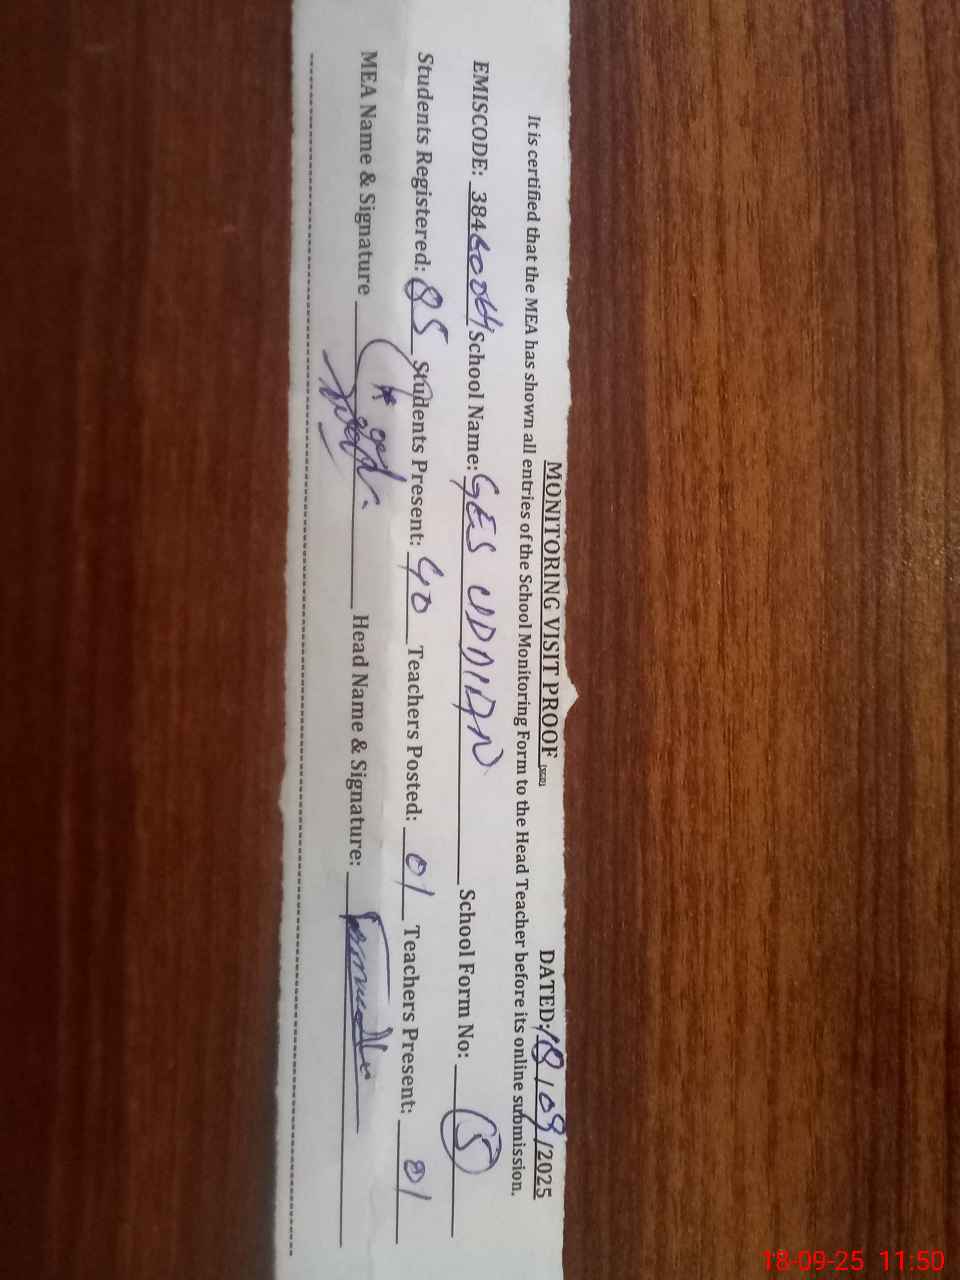 MONITORING VISIT PROOF (SGD) DATED: 18/09/2025
It is certified that the MEA has shown all entries of the School Monitoring Form to the Head Teacher before its online submission.
EMISCODE: 38460064 School Name: GES UDDIAN School Form No: 5
Students Registered: 85 Students Present: 40 Teachers Posted: 01 Teachers Present: 01
MEA Name & Signature Head Name & Signature:
18-09-25 11:50